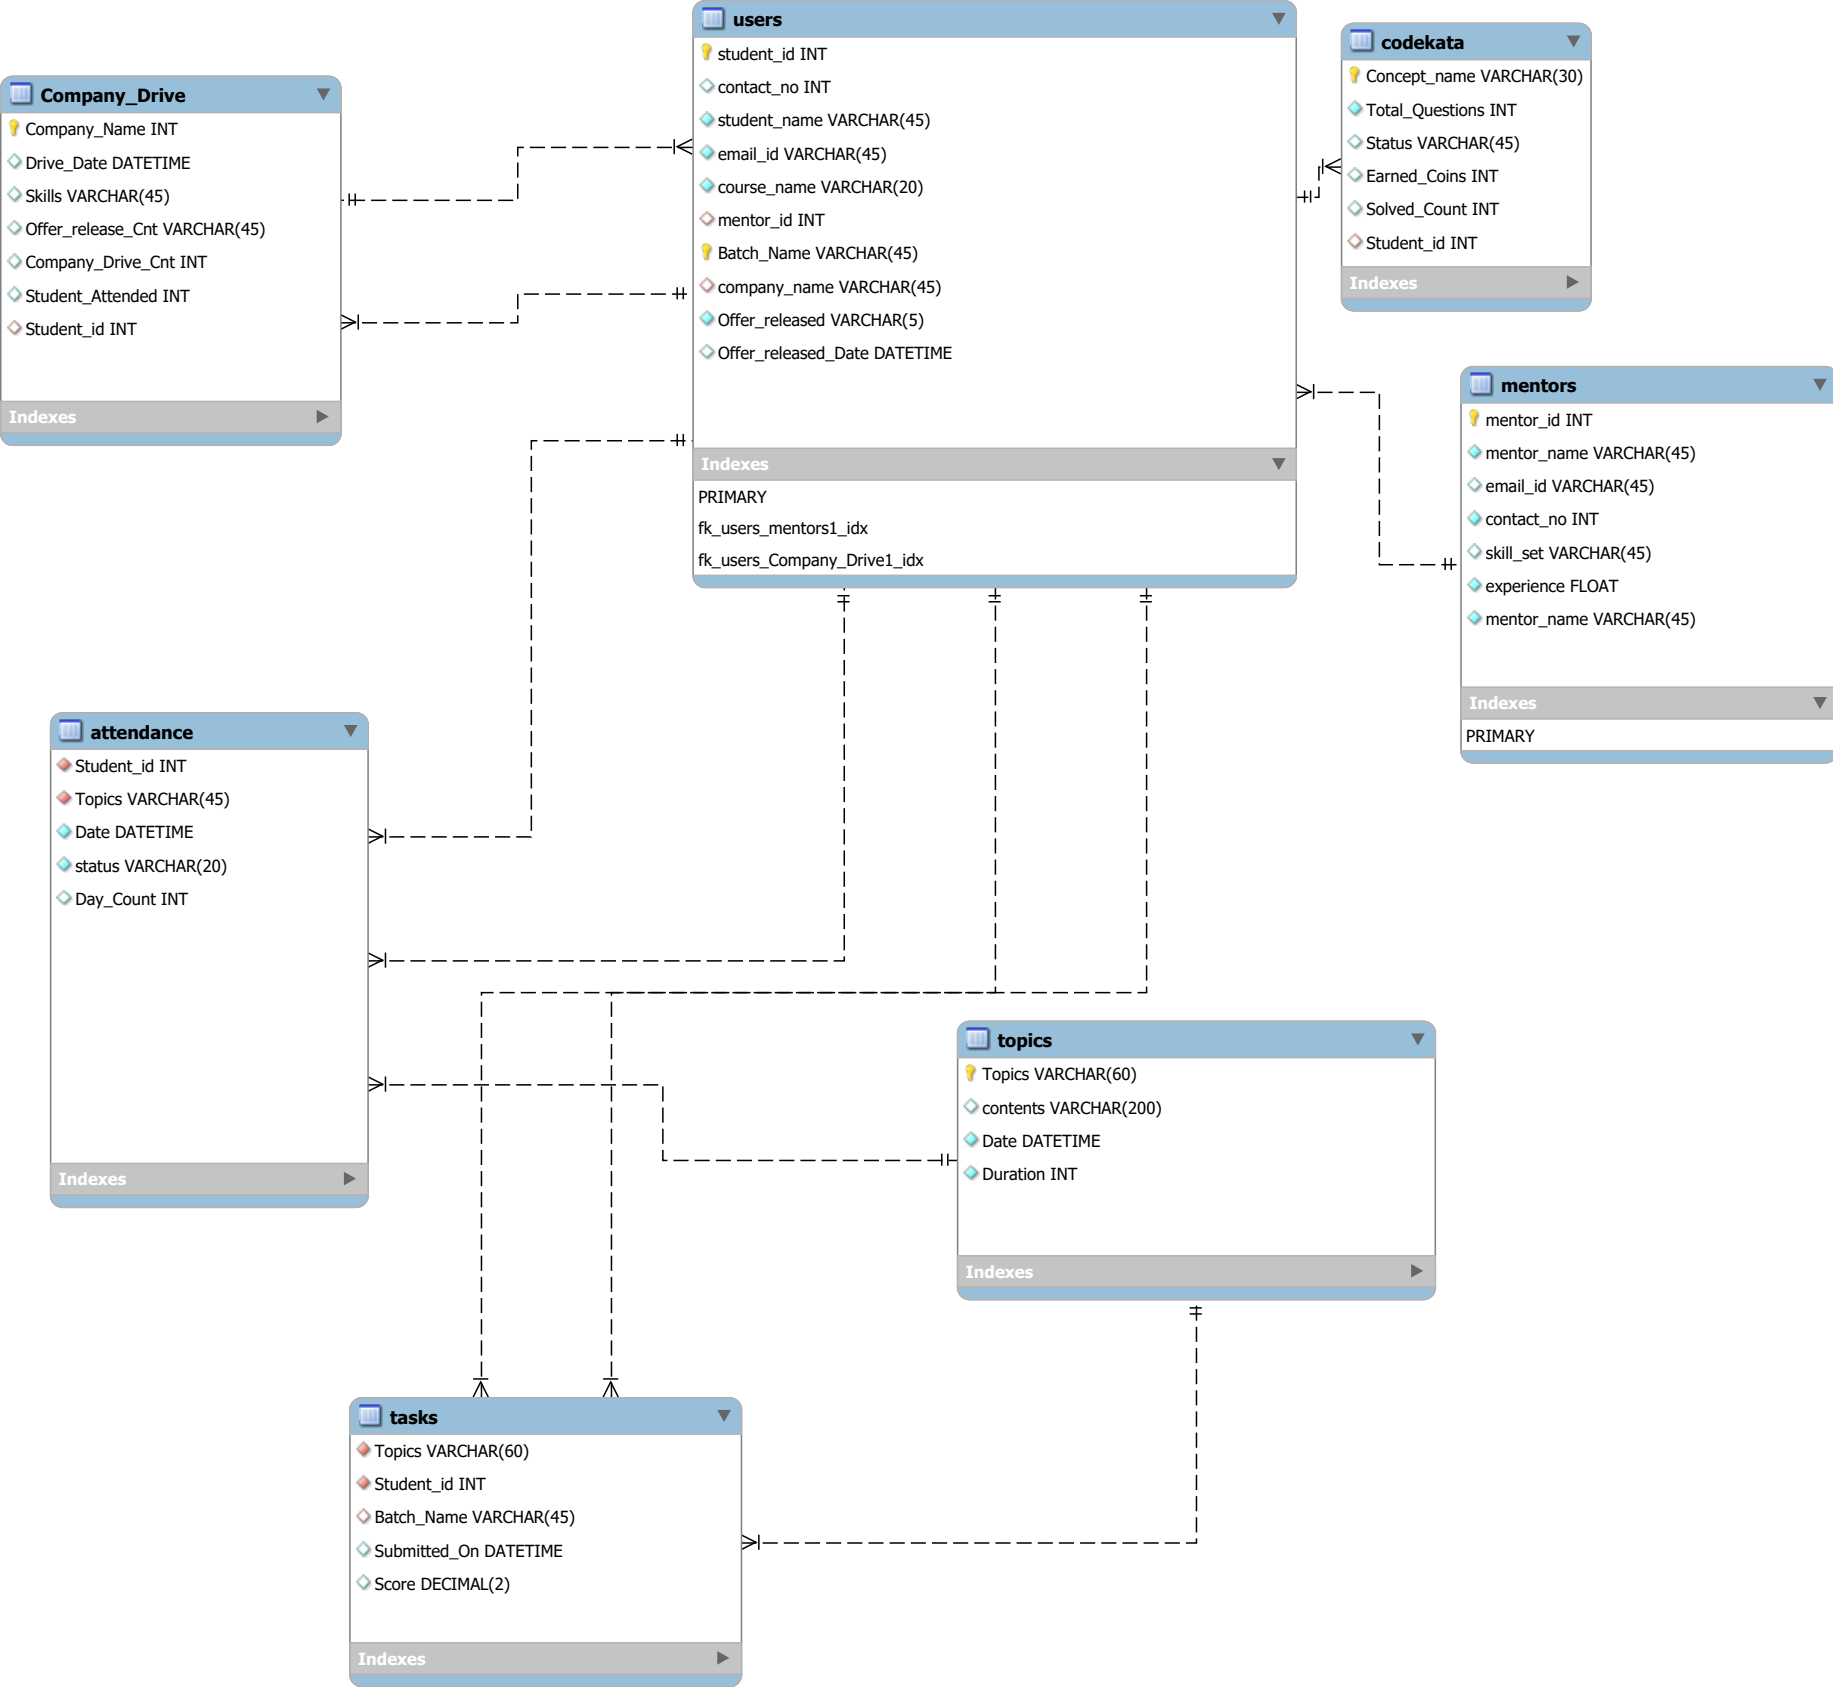 users
student_id INT
contact_no INT
student_name VARCHAR(45)
email_id VARCHAR(45)
course_name VARCHAR(20)
mentor_id INT
Batch_Name VARCHAR(45)
company_name VARCHAR(45)
Offer_released VARCHAR(5)
Offer_released_Date DATETIME
Indexes
PRIMARY
fk_users_mentors1_idx
fk_users_Company_Drive1_idx
codekata
Concept_name VARCHAR(30)
Total_Questions INT
Status VARCHAR(45)
Earned_Coins INT
Solved_Count INT
Student_id INT
Indexes
Company_Drive
Company_Name INT
Drive_Date DATETIME
Skills VARCHAR(45)
Offer_release_Cnt VARCHAR(45)
Company_Drive_Cnt INT
Student_Attended INT
Student_id INT
Indexes
mentors
mentor_id INT
mentor_name VARCHAR(45)
email_id VARCHAR(45)
contact_no INT
skill_set VARCHAR(45)
experience FLOAT
mentor_name VARCHAR(45)
Indexes
PRIMARY
attendance
Student_id INT
Topics VARCHAR(45)
Date DATETIME
status VARCHAR(20)
Day_Count INT
Indexes
topics
Topics VARCHAR(60)
contents VARCHAR(200)
Date DATETIME
Duration INT
Indexes
tasks
Topics VARCHAR(60)
Student_id INT
Batch_Name VARCHAR(45)
Submitted_On DATETIME
Score DECIMAL(2)
Indexes